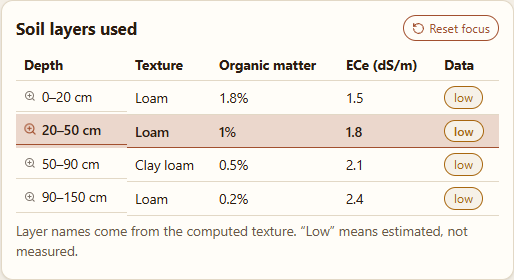 Soil layers used
Reset focus
Depth Texture Organic matter ECe (dS/m) Data
0–20 cm Loam 1.8% 1.5 low
20–50 cm Loam 1% 1.8 low
50–90 cm Clay loam 0.5% 2.1 low
90–150 cm Loam 0.2% 2.4 low
Layer names come from the computed texture. “Low” means estimated, not
measured.